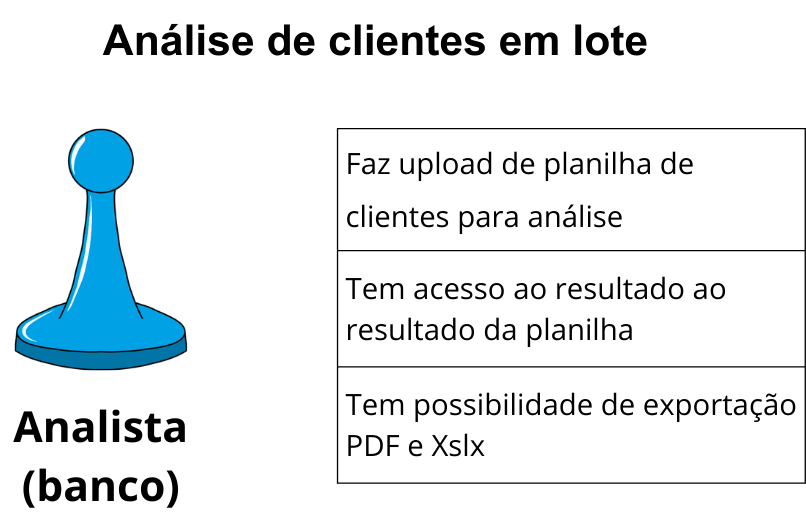 Análise de clientes em lote
Faz upload de planilha de
clientes para análise
Tem acesso ao resultado ao
resultado da planilha
Tem possibilidade de exportação
PDF e Xslx
Analista
(banco)